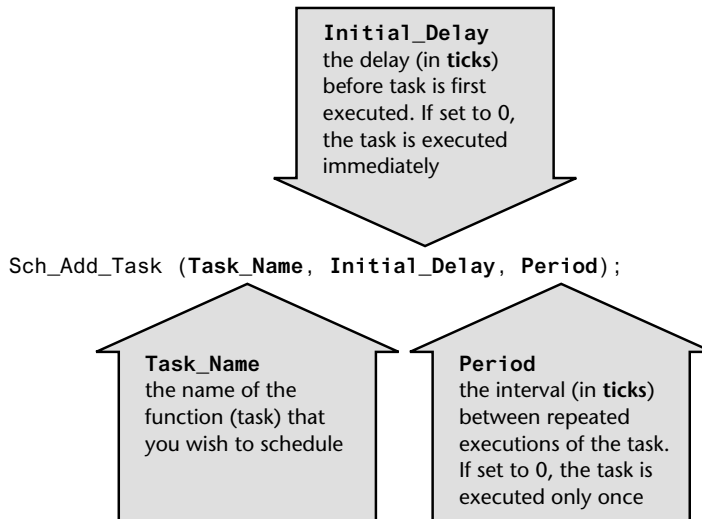 Initial_Delay
the delay (in ticks)
before task is first
executed. If set to 0,
the task is executed
immediately
Sch_Add_Task (Task_Name, Initial_Delay, Period);
Task_Name
the name of the
function (task) that
you wish to schedule
Period
the interval (in ticks)
between repeated
executions of the task.
If set to 0, the task is
executed only once